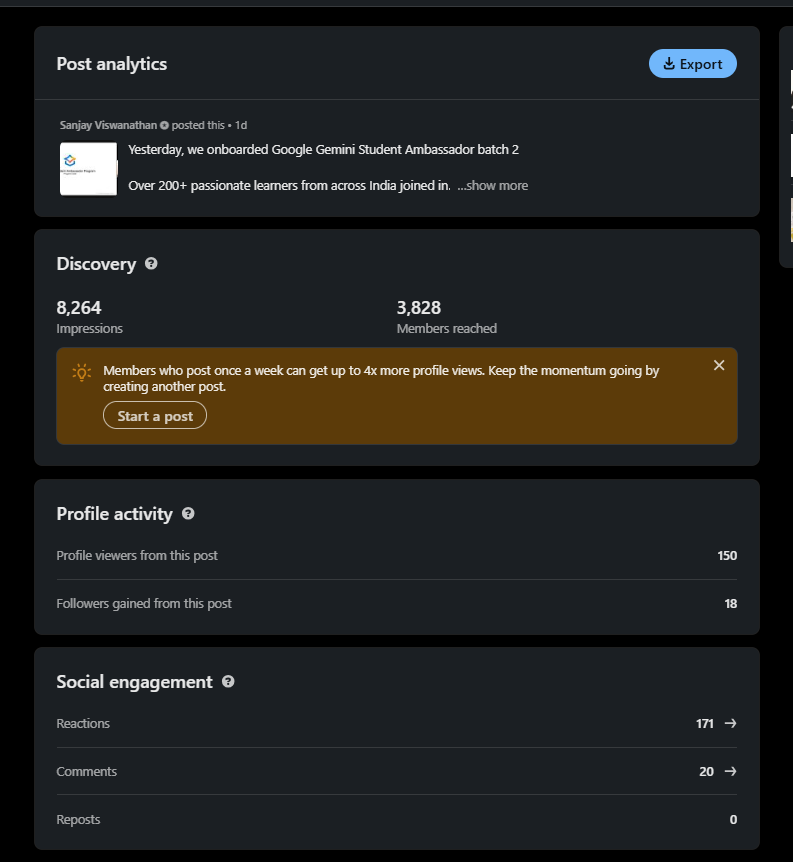 Post analytics
Export
Sanjay Viswanathan posted this • 1d
Yesterday, we onboarded Google Gemini Student Ambassador batch 2
Over 200+ passionate learners from across India joined in. ...show more
Discovery
8,264
3,828
Impressions
Members reached
Members who post once a week can get up to 4x more profile views. Keep the momentum going by
creating another post.
Start a post
Profile activity
Profile viewers from this post 150
Followers gained from this post 18
Social engagement
Reactions 171
Comments 20
Reposts 0